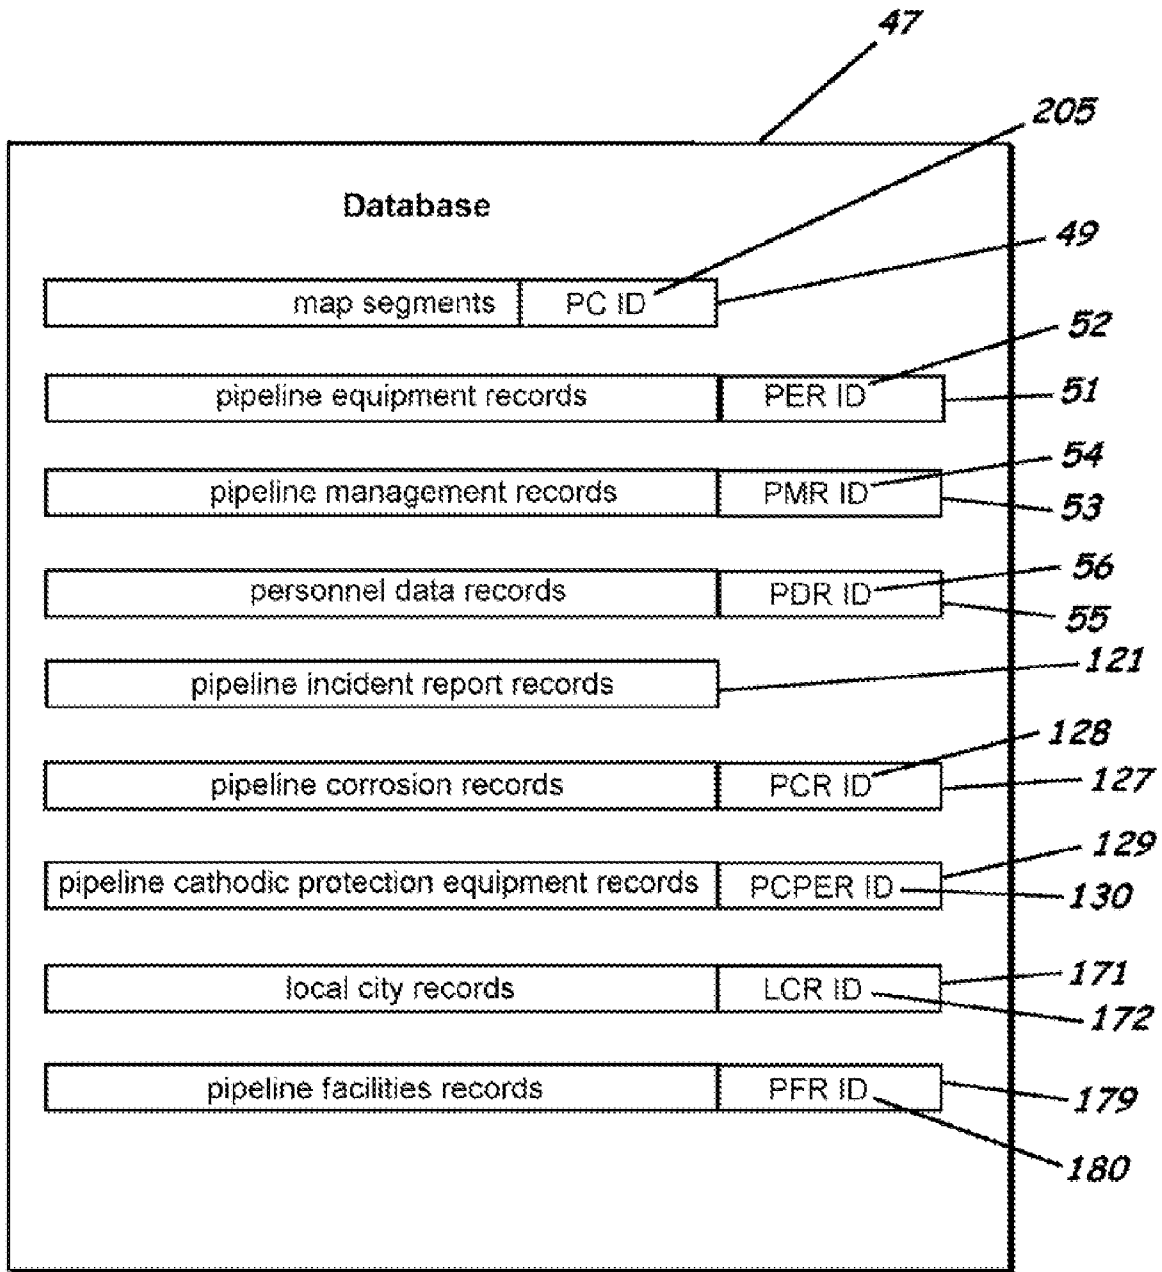 47
205
Database
49
map segments PC ID
52
pipeline equipment records PER ID 51
54
pipeline management records PMR ID 53
56
personnel data records PDR ID 55
pipeline incident report records 121
128
pipeline corrosion records PCR ID 127
129
pipeline cathodic protection equipment records PCPER ID 130
171
local city records LCR ID 172
pipeline facilities records PFR ID 179
180